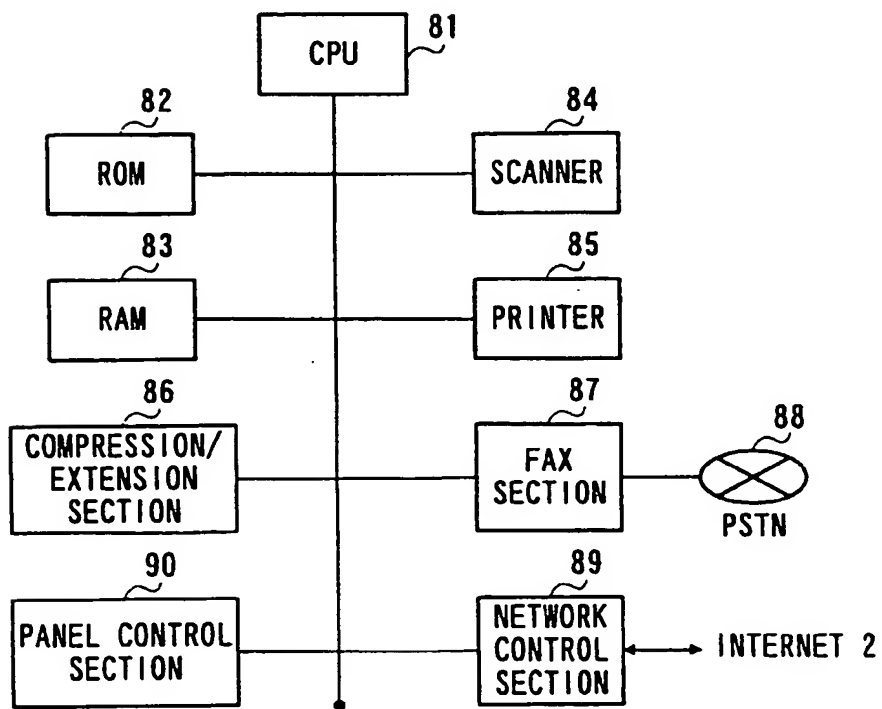 81
CPU
82
ROM
84
SCANNER
83
RAM
85
PRINTER
86
COMPRESSION/
EXTENSION
SECTION
87
FAX
SECTION
88
PSTN
90
PANEL CONTROL
SECTION
89
NETWORK
CONTROL
SECTION
INTERNET 2